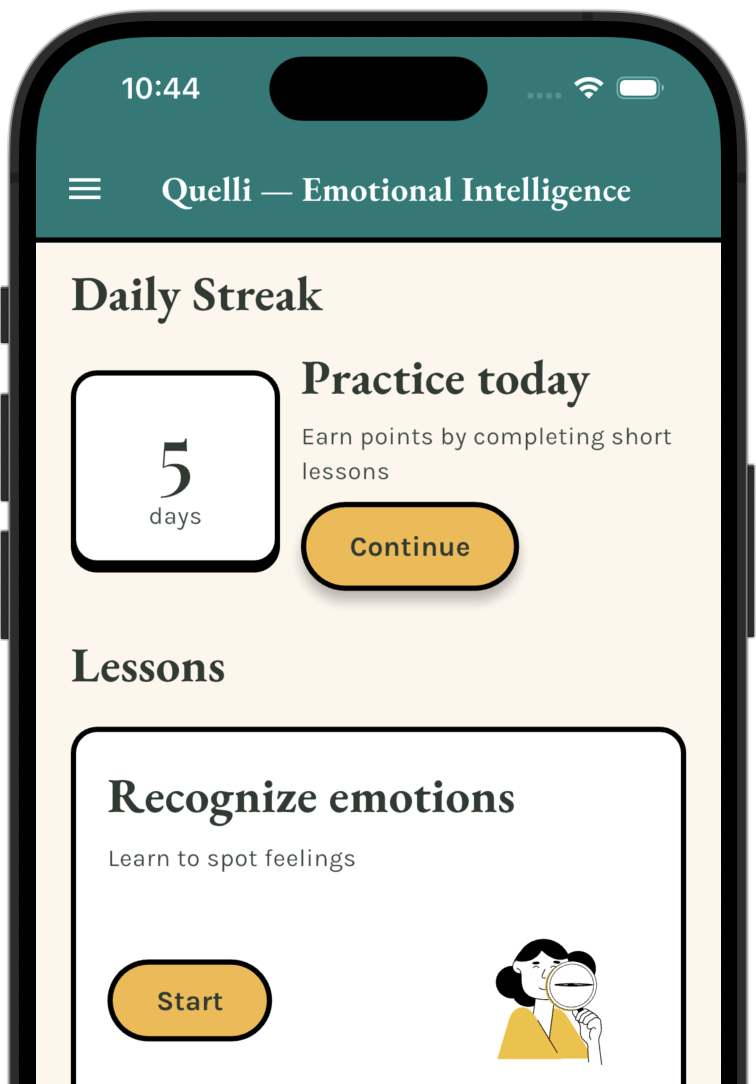 10:44
Quelli — Emotional Intelligence
Daily Streak
5
days
Practice today
Earn points by completing short
lessons
Continue
Lessons
Recognize emotions
Learn to spot feelings
Start